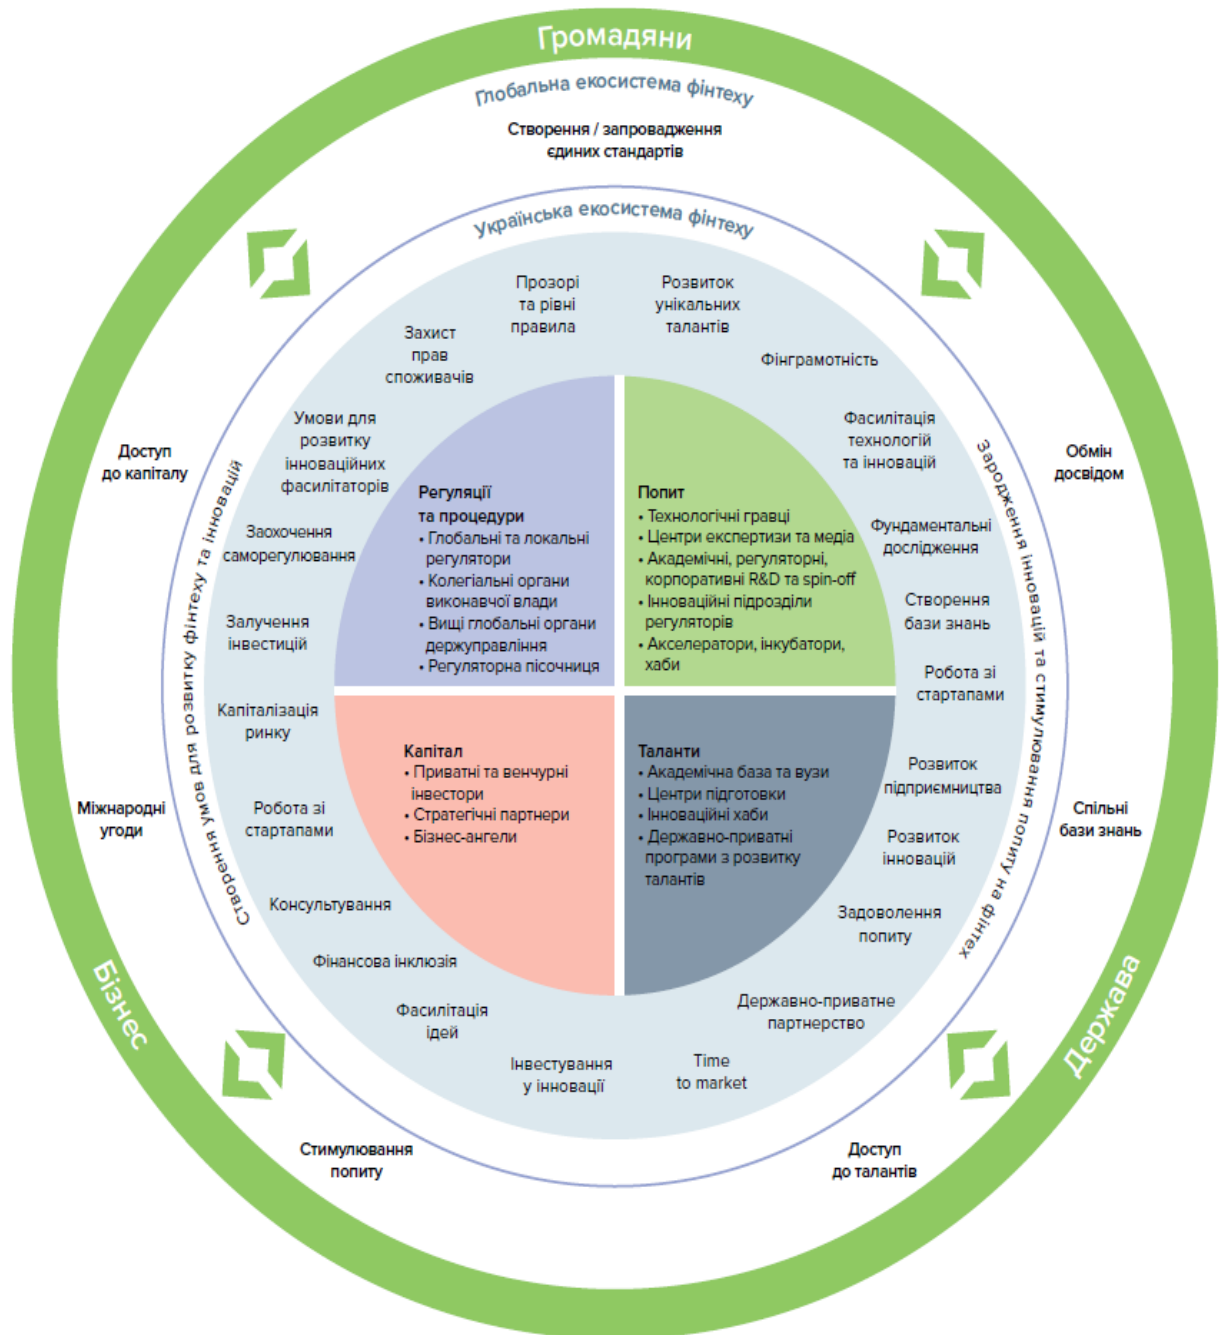 Громадяни
Глобальна екосистема фінтеху
Створення / запровадження
єдиних стандартів
Українська екосистема фінтеху
Прозорі
та рівні
правила
Розвиток
унікальних
талантів
Захист
прав
споживачів
Фінграмотність
Умови для
розвитку
інноваційних
фасилітаторів
Фасилітація
технологій
та інновацій
Доступ
до капіталу
Обмін
досвідом
Створення умов для розвитку фінтеху та інновацій
Зародження інновацій та стимулювання попиту на фінтех
Заохочення
саморегулювання
Фундаментальні
дослідження
Залучення
інвестицій
Створення
бази знань
Робота зі
стартапами
Капіталізація
ринку
Розвиток
підприємництва
Робота зі
стартапами
Розвиток
інновацій
Міжнародні
угоди
Спільні
бази знань
Консультування
Задоволення
попиту
Фінансова інклюзія
Державно-приватне
партнерство
Фасилітація
ідей
Інвестування
у інновації
Time
to market
Регуляції
та процедури
• Глобальні та локальні
регулятори
• Колегіальні органи
виконавчої влади
• Вищі глобальні органи
держуправління
• Регуляторна пісочниця
Попит
• Технологічні гравці
• Центри експертизи та медіа
• Академічні, регуляторні,
корпоративні R&D та spin-off
• Інноваційні підрозділи
регуляторів
• Акселератори, інкубатори,
хаби
Капітал
• Приватні та венчурні
інвестори
• Стратегічні партнери
• Бізнес-ангели
Таланти
• Академічна база та вузи
• Центри підготовки
• Інноваційні хаби
• Державно-приватні
програми з розвитку
талантів
Бізнес
Держава
Стимулювання
попиту
Доступ
до талантів